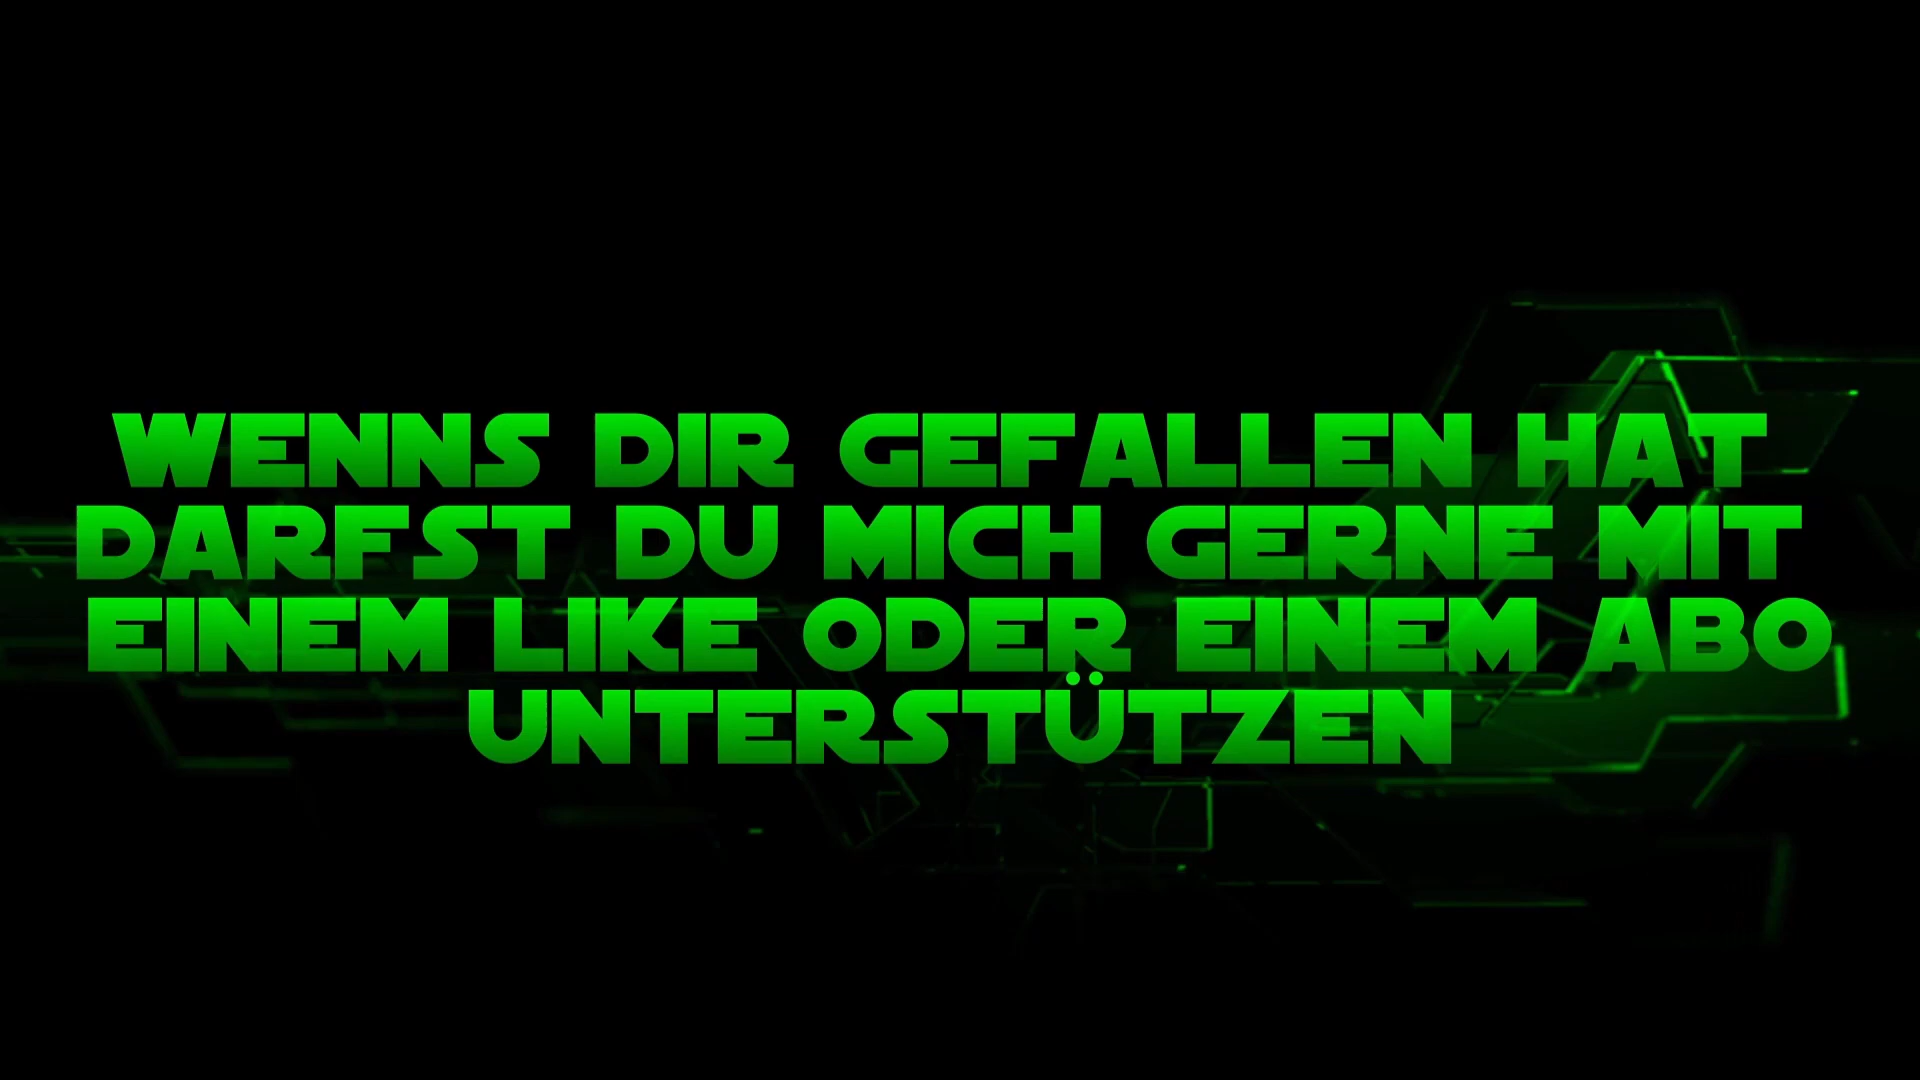 WENNS DIR GEFALLEN HAT
DARFST DU MICH GERNE MIT
EINEM LIKE ODER EINEM ABO
UNTERSTÜTZEN